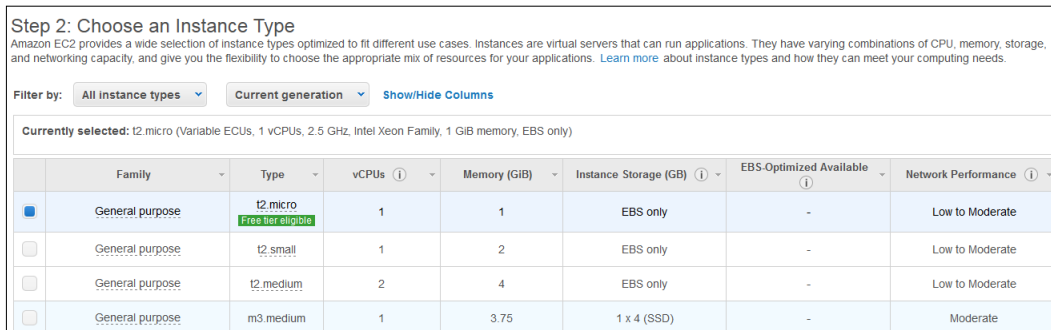 Step 2: Choose an Instance Type
Amazon EC2 provides a wide selection of instance types optimized to fit different use cases. Instances are virtual servers that can run applications. They have varying combinations of CPU, memory, storage,
and networking capacity, and give you the flexibility to choose the appropriate mix of resources for your applications. Learn more about instance types and how they can meet your computing needs.
Filter by: All instance types Current generation Show/Hide Columns
Currently selected: t2.micro (Variable ECUs, 1 vCPUs, 2.5 GHz, Intel Xeon Family, 1 GiB memory, EBS only)
Family Type vCPUs Memory (GiB) Instance Storage (GB) EBS-Optimized Available Network Performance
General purpose t2.micro 1 1 EBS only - Low to Moderate
Free tier eligible
General purpose t2.small 1 2 EBS only - Low to Moderate
General purpose t2.medium 2 4 EBS only - Low to Moderate
General purpose m3.medium 1 3.75 1 x 4 (SSD) - Moderate